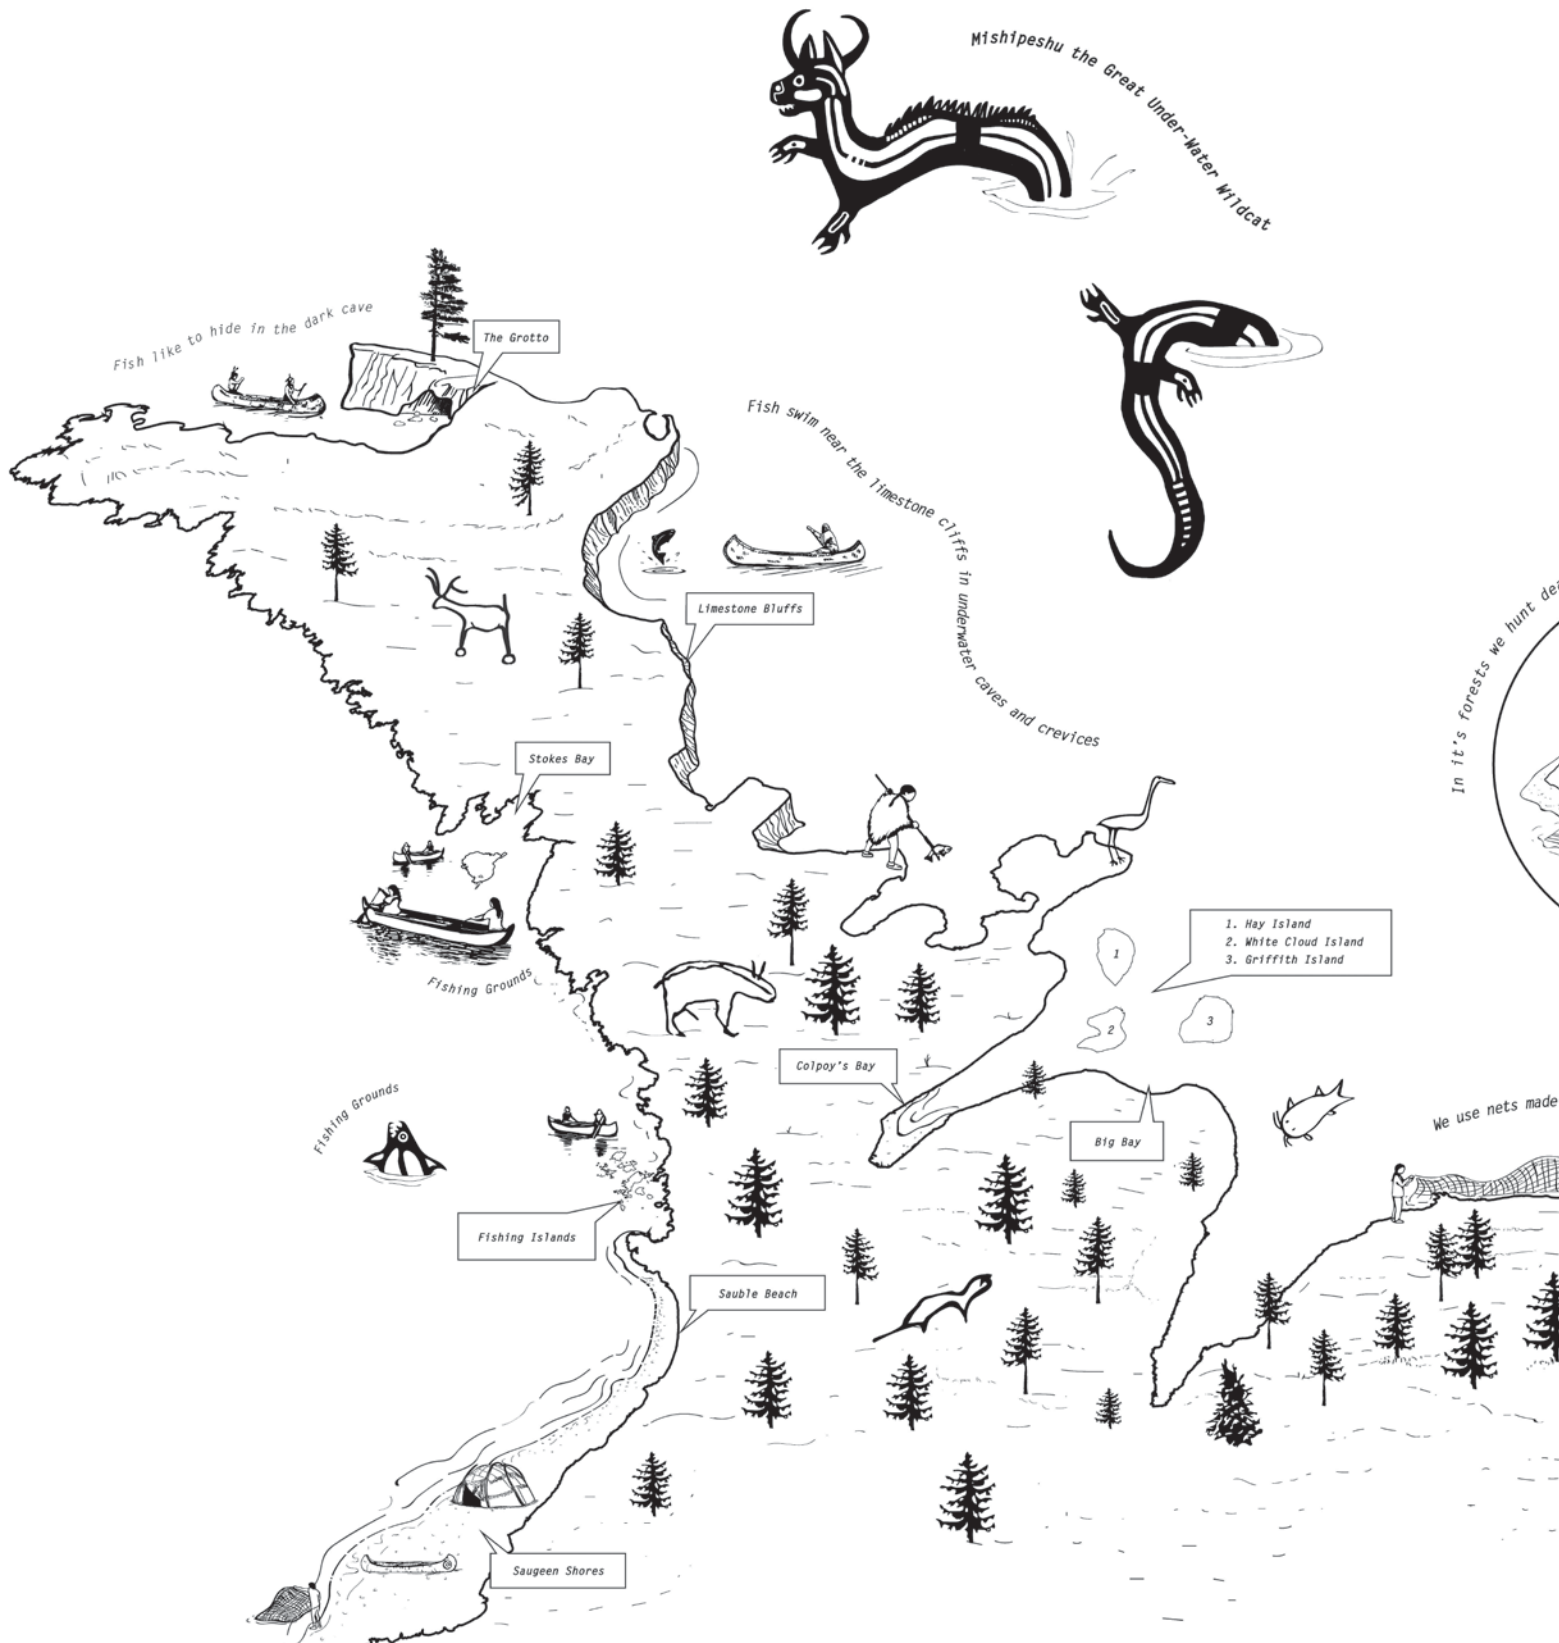 Mishipeshu the Great Under-Water Wildcat
Fish like to hide in the dark cave
The Grotto
Fish swim near the limestone cliffs in underwater caves and crevices
Limestone Bluffs
In it's forests we hunt
Stokes Bay
1. Hay Island
2. White Cloud Island
3. Griffith Island
1
2
3
Fishing Grounds
Colpoy's Bay
Fishing Grounds
Big Bay
We use nets made
Fishing Islands
Sauble Beach
Saugeen Shores